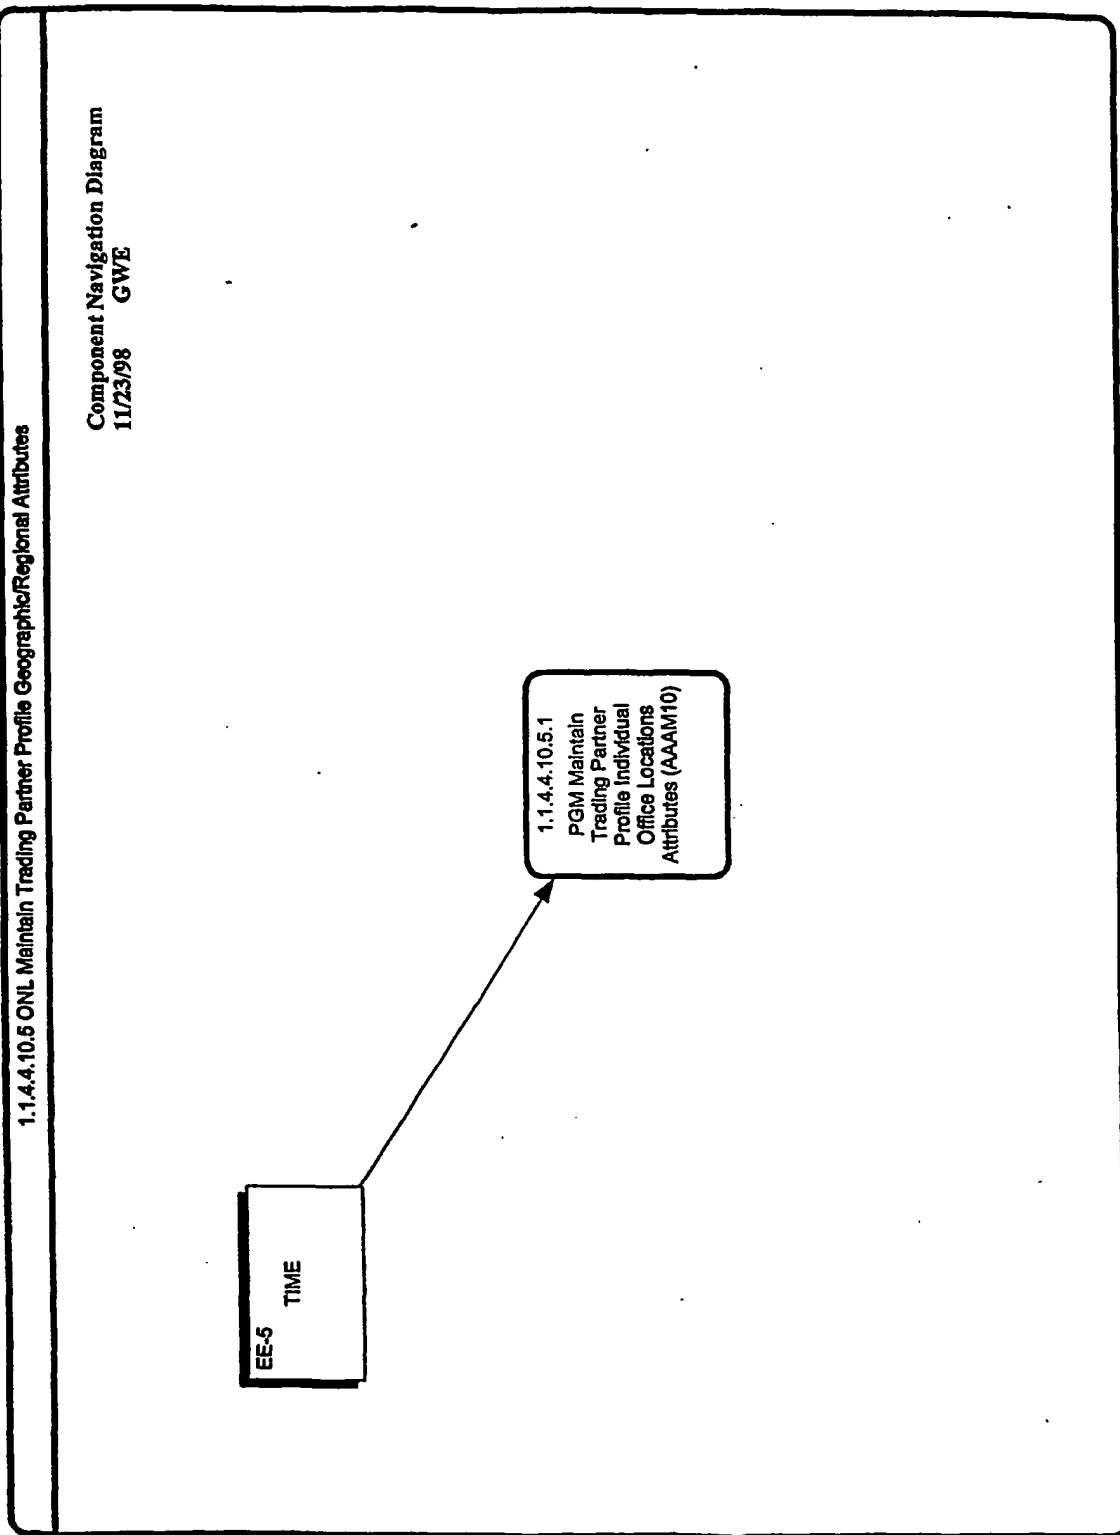 1.1.4.4.10.5 ONL Maintain Trading Partner Profile Geographic/Regional Attributes
Component Navigation Diagram
11/23/98 GWE
EE-5
TIME
1.1.4.4.10.5.1
PGM Maintain
Trading Partner
Profile Individual
Office Locations
Attributes (AAAM10)